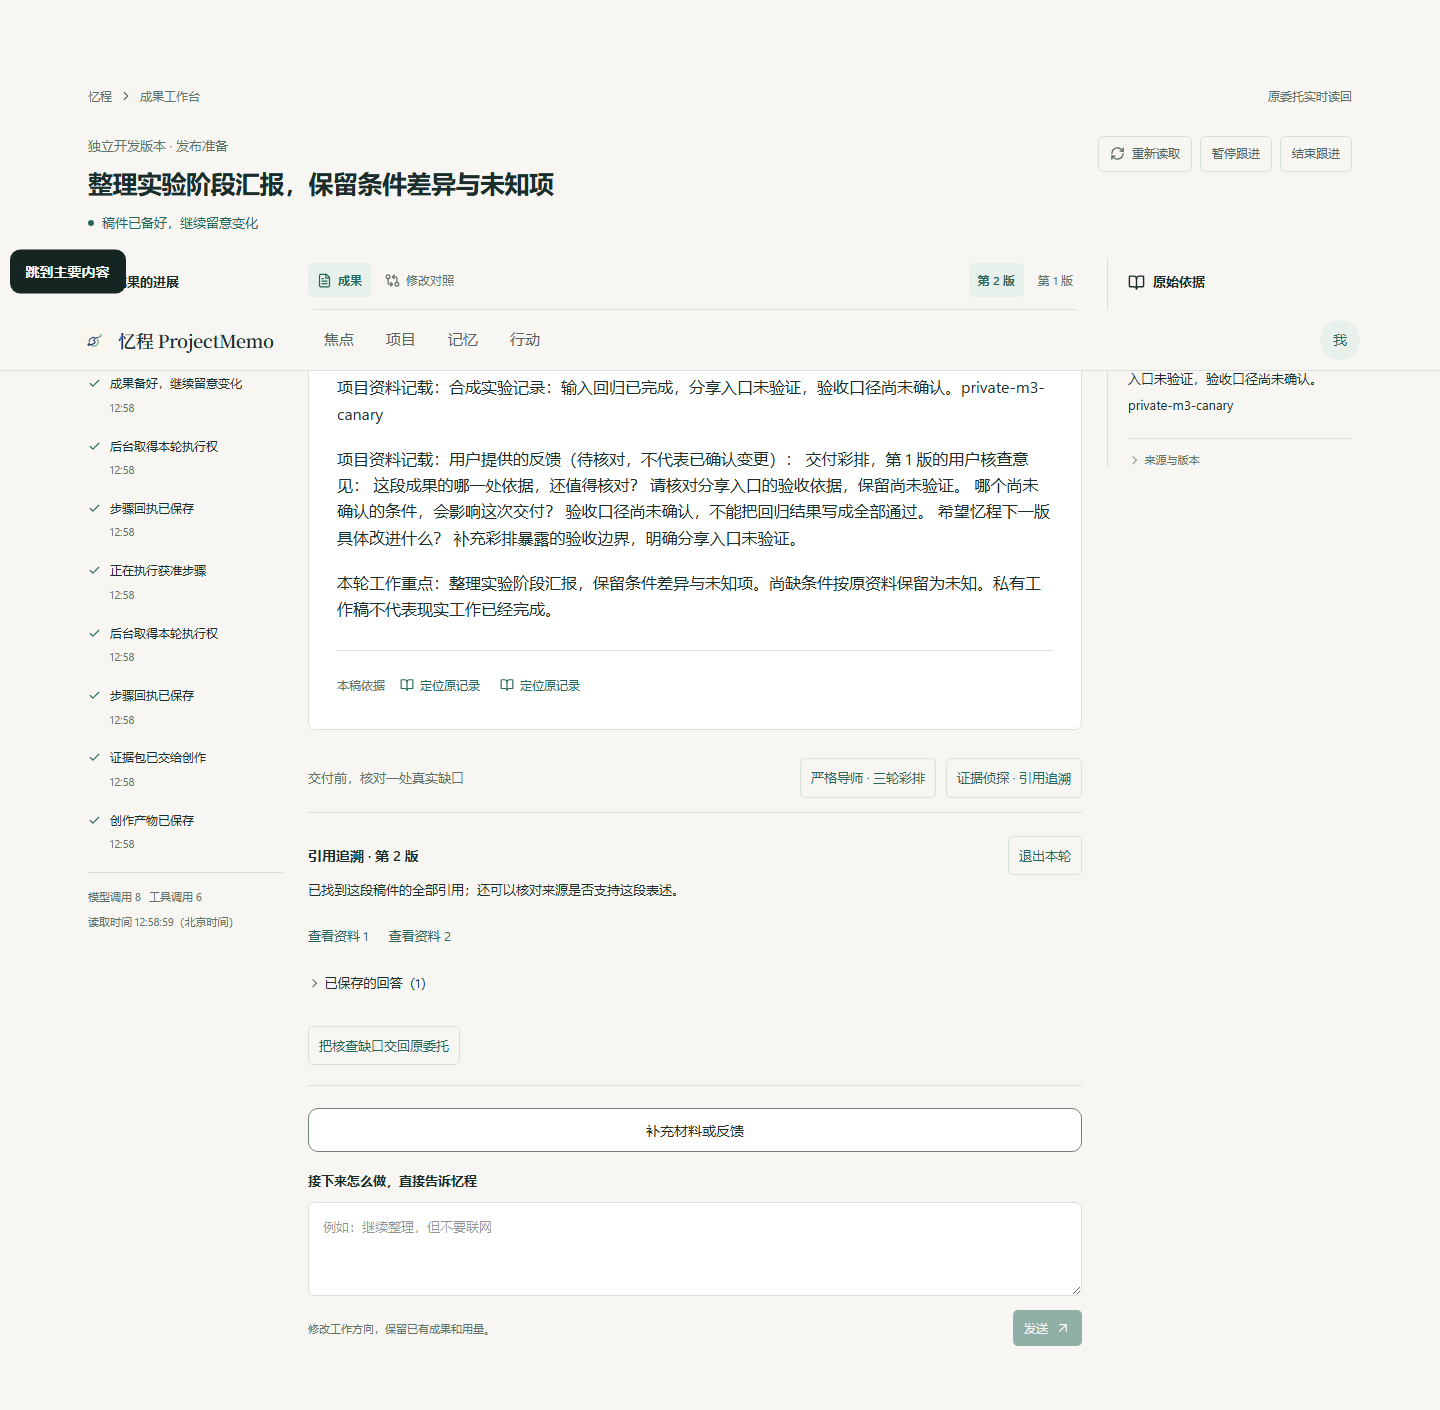 忆程 > 成果工作台
原委托实时读回
独立开发版本 · 发布准备
重新读取
暂停跟进
结束跟进
整理实验阶段汇报，保留条件差异与未知项
稿件已备好，继续留意变化
跳到主要内容
果的进展
成果
修改对照
第 2 版
第 1 版
原始依据
忆程 ProjectMemo
焦点
项目
记忆
行动
我
成果备好，继续留意变化
12:58
后台取得本轮执行权
12:58
步骤回执已保存
12:58
正在执行获准步骤
12:58
后台取得本轮执行权
12:58
步骤回执已保存
12:58
证据包已交给创作
12:58
创作产物已保存
12:58
模型调用 8 工具调用 6
读取时间 12:58:59（北京时间）
项目资料记载：合成实验记录：输入回归已完成，分享入口未验证，验收口径尚未确认。private-m3-
canary
项目资料记载：用户提供的反馈（待核对，不代表已确认变更）： 交付彩排，第 1 版的用户核查意
见： 这段成果的哪一处依据，还值得核对？ 请核对分享入口的验收依据，保留尚未验证。 哪个尚未
确认的条件，会影响这次交付？ 验收口径尚未确认，不能把回归结果写成全部通过。 希望忆程下一版
具体改进什么？ 补充彩排暴露的验收边界，明确分享入口未验证。
本轮工作重点：整理实验阶段汇报，保留条件差异与未知项。尚缺条件按原资料保留为未知。私有工
作稿不代表现实工作已经完成。
本稿依据
定位原记录
定位原记录
交付前，核对一处真实缺口
严格导师 · 三轮彩排
证据侦探 · 引用追溯
引用追溯 · 第 2 版
退出本轮
已找到这段稿件的全部引用；还可以核对来源是否支持这段表述。
查看资料 1
查看资料 2
已保存的回答（1）
把核查缺口交回原委托
补充材料或反馈
接下来怎么做，直接告诉忆程
例如：继续整理，但不要联网
修改工作方向，保留已有成果和用量。
发送
入口未验证，验收口径尚未确认。
private-m3-canary
来源与版本